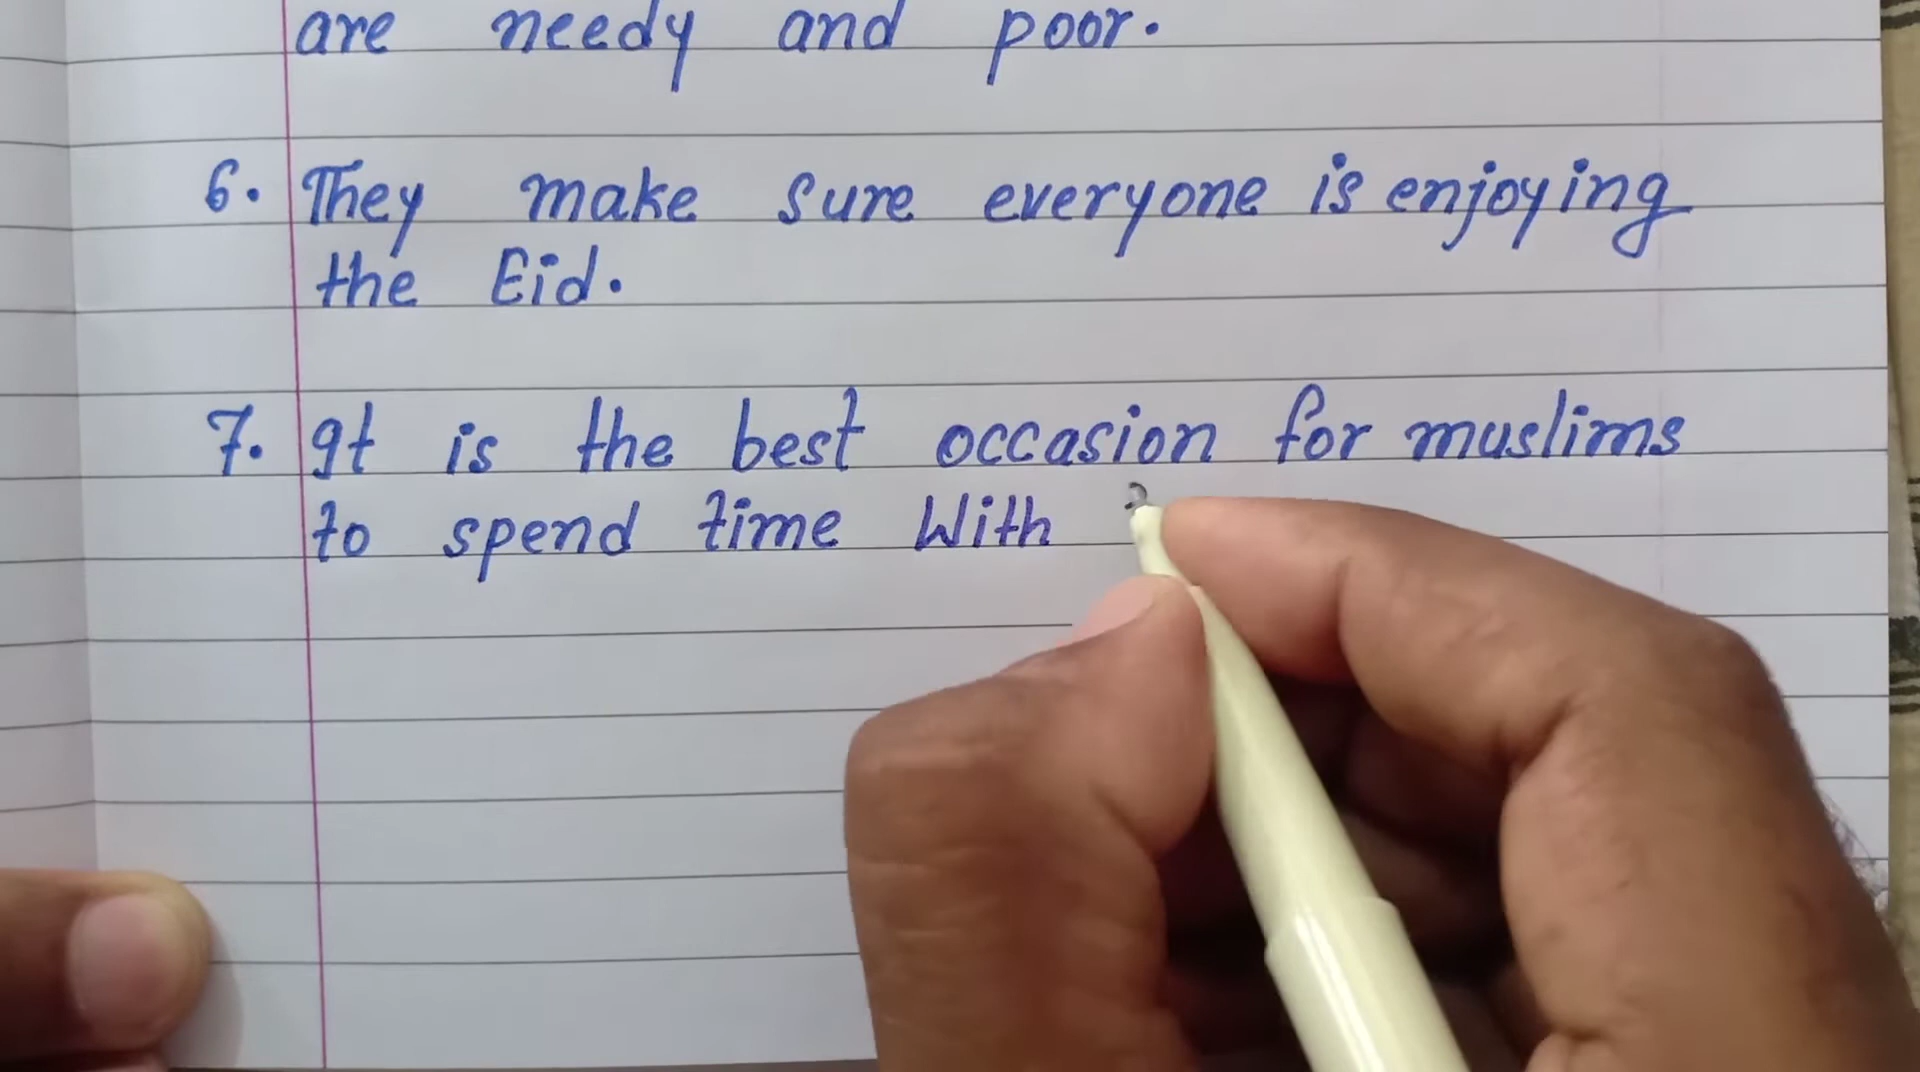 are needy and poor.
6. They make sure everyone is enjoying
the Eid.
7. It is the best occasion for muslims
to spend time With